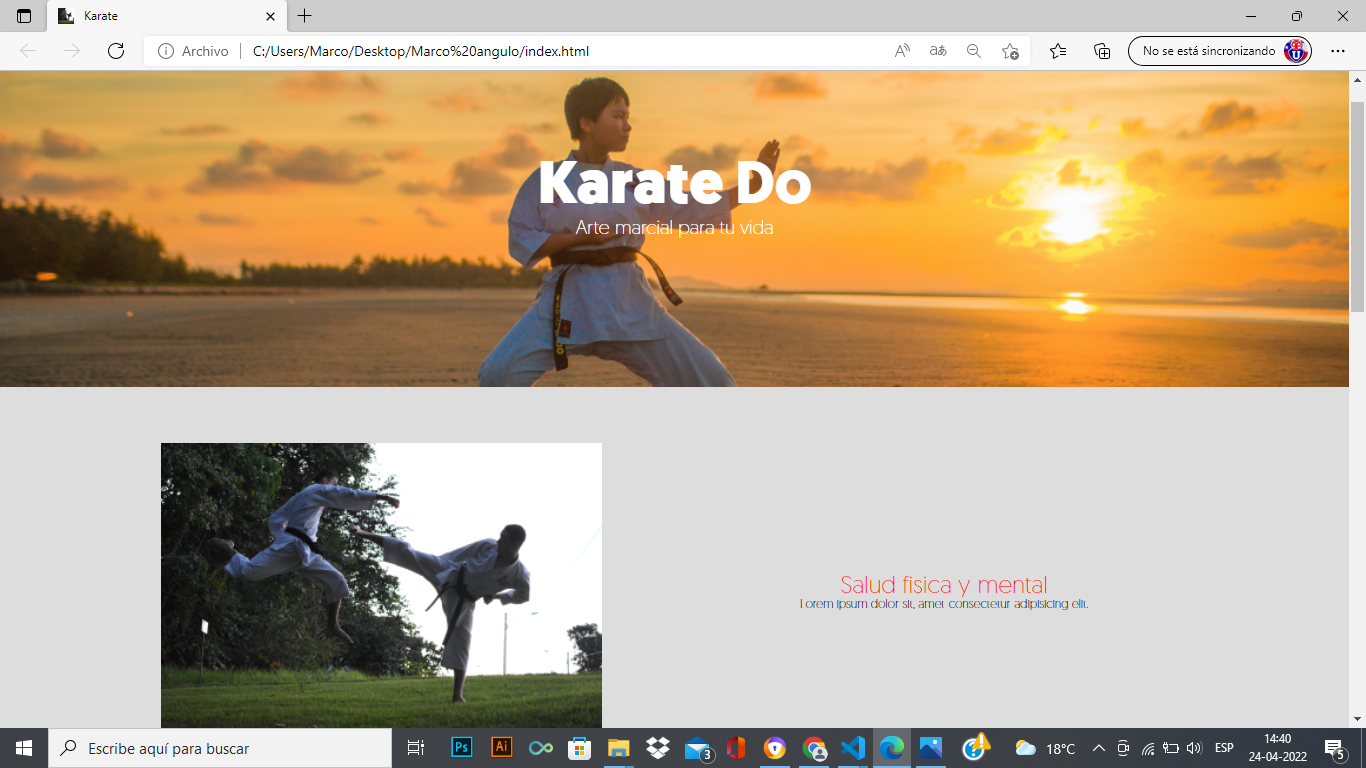 Karate
Archivo
C:/Users/Marco/Desktop/Marco%20angulo/index.html
No se está sincronizando
Karate Do
Arte marcial para tu vida
Salud fisica y mental
Lorem ipsum dolor sit, amet consectetur adipisicing elit.
Escribe aquí para buscar
Ps
Ai
3
18°C
ESP
14:40
24-04-2022
5